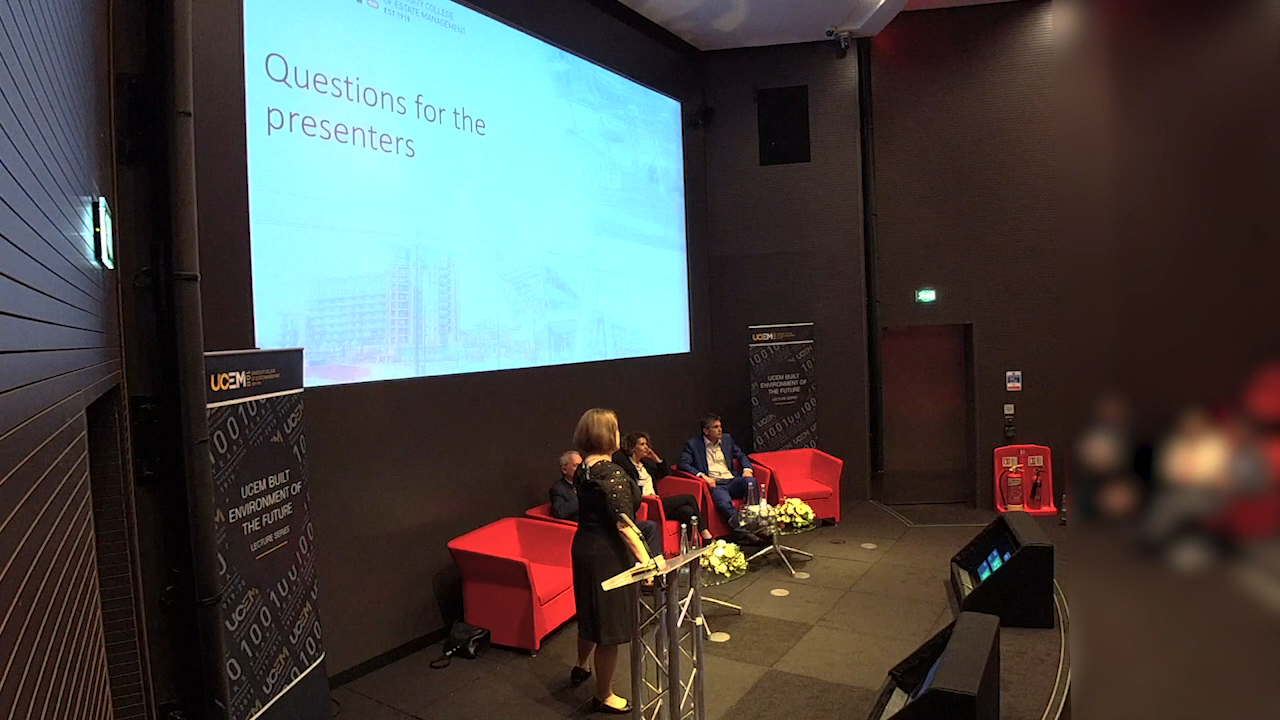 UNIVERSITY COLLEGE
OF ESTATE MANAGEMENT
EST 1919
Questions for the
presenters
UCEM
UCEM BUILT
ENVIRONMENT OF
THE FUTURE
LECTURE SERIES
UCEM
UCEM BUILT
ENVIRONMENT OF
THE FUTURE
LECTURE SERIES